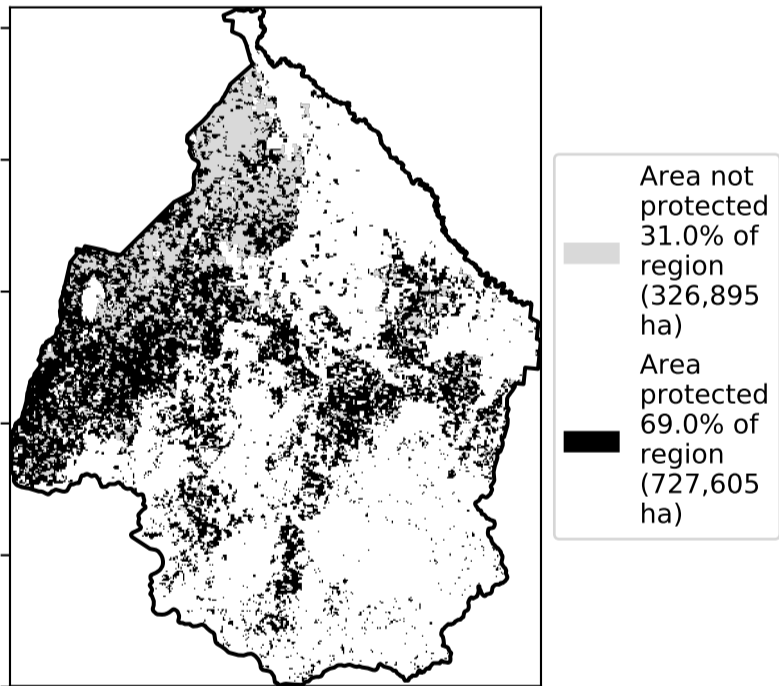 Area not
protected
31.0% of
region
(326,895
ha)
Area
protected
69.0% of
region
(727,605
ha)